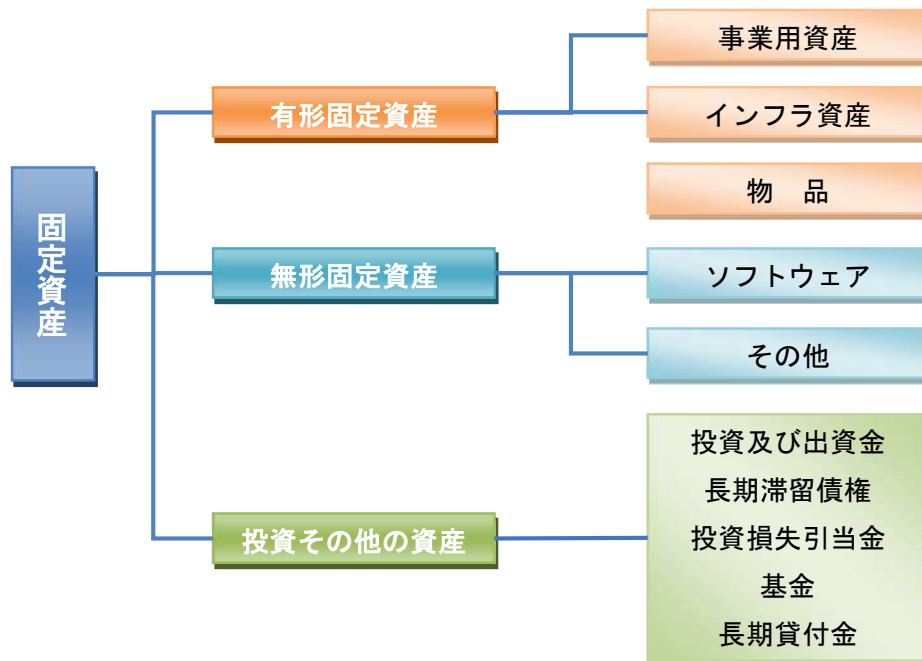 固定資産
有形固定資産
事業用資産
インフラ資産
物　品
無形固定資産
ソフトウェア
その他
投資その他の資産
投資及び出資金
長期滞留債権
投資損失引当金
基金
長期貸付金